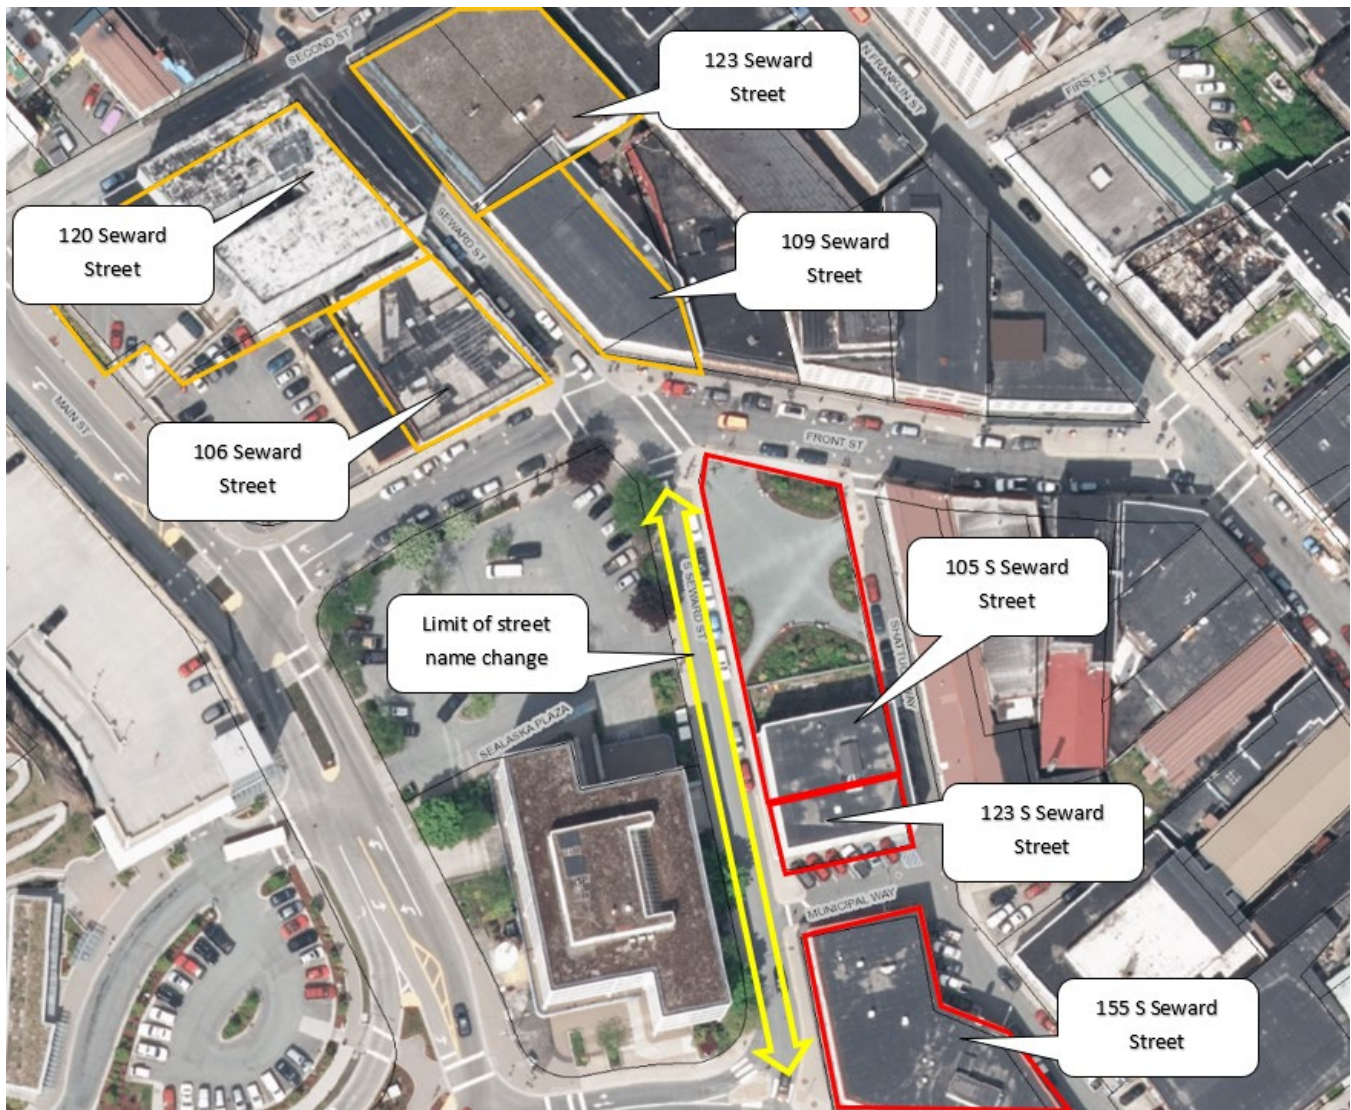 SECOND ST
123 Seward
Street
N FRANKLIN ST
FIRST ST
120 Seward
Street
SEWARD ST
109 Seward
Street
MAIN ST
106 Seward
Street
FRONT ST
105 S Seward
Street
S SEWARD ST
Limit of street
name change
SEALASKA PLAZA
123 S Seward
Street
MUNICIPAL WAY
155 S Seward
Street